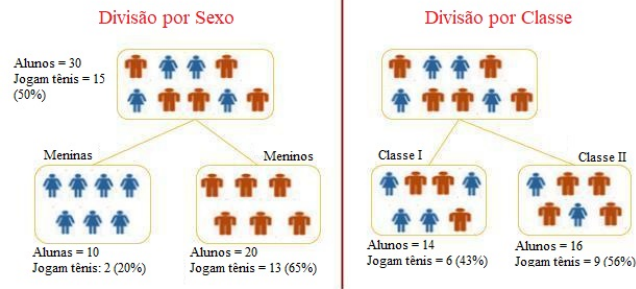 Divisão por Sexo
Alunos = 30
Jogam tênis = 15
(50%)
Meninas
Meninos
Alunas = 10
Jogam tênis: 2 (20%)
Alunos = 20
Jogam tênis = 13 (65%)
Divisão por Classe
Classe I
Classe II
Alunos = 14
Jogam tênis = 6 (43%)
Alunos = 16
Jogam tênis = 9 (56%)